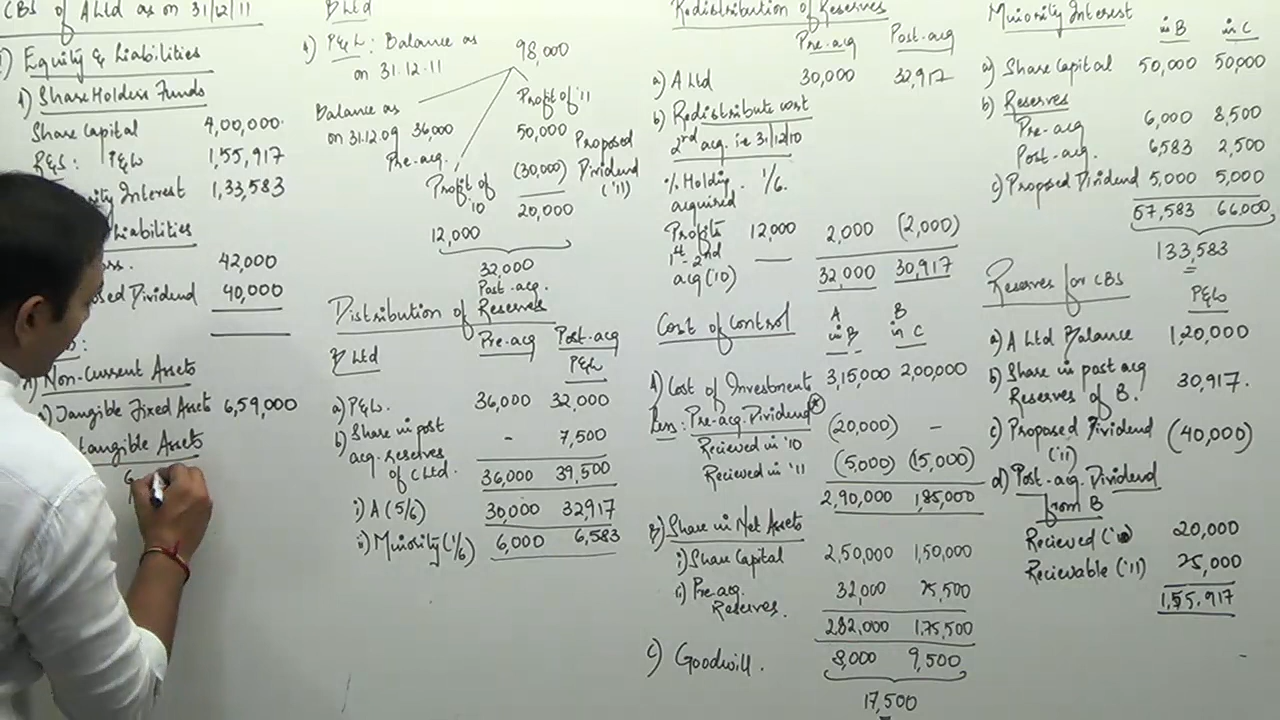 CBS of A Ltd as on 31/12/11
) Equity & Liabilities
1) Share Holders Funds
Share Capital 4,00,000
R&S: P&L 1,55,917
Interest 1,33,583
Liabilities
42,000
Dividend 40,000
A) Non-Current Assets
a) Tangible Fixed Assets 6,59,000
Assets
B Ltd
1) P&L: Balance as on 31.12.11 98,000
Balance as on 31.12.09 36,000
Pre-acq.
Profit of '11
50,000
(30,000) Proposed Dividend ('11)
20,000
Profit of '10
12,000
32,000
Post-acq.
Distribution of Reserves
Pre-acq Post-acq
B Ltd P&L
a) P&L. 36,000 32,000
b) Share in post acq. reserves of C Ltd. - 7,500
36,000 39,500
i) A (5/6) 30,000 32,917
ii) Minority (1/6) 6,000 6,583
Redistribution of Reserves
Pre-acq Post-acq
a) A Ltd 30,000 32,917
b) Redistribute cost
2nd acq. i.e 31/12/10
% Holding acquired - 1/6.
Profits 12,000 2,000 (2,000)
1st - 2nd
acq ('10) 32,000 30,917
Cost of Control
A in B B in C
A) Cost of Investment 3,15,000 2,00,000
Less: Pre-acq. Dividend *
Recieved in '10 (20,000) -
Recieved in '11 (5,000) (15,000)
2,90,000 1,85,000
B) Share in Net Assets
i) Share Capital 2,50,000 1,50,000
ii) Pre-acq. Reserves. 32,000 25,500
282,000 1,75,500
C) Goodwill. 8,000 9,500
17,500
Minority Interest
in B in C
a) Share Capital 50,000 50,000
b) Reserves
Pre-acq 6,000 8,500
Post-acq. 6,583 2,500
c) Proposed Dividend 5,000 5,000
67,583 66,000
133,583
Reserves for CBS
P&L
a) A Ltd Balance 1,20,000
b) Share in post acq Reserves of B. 30,917.
c) Proposed Dividend ('11) (40,000)
d) Post-acq. Dividend from B
Recieved ('10) 20,000
Recievable ('11) 25,000
1,55,917